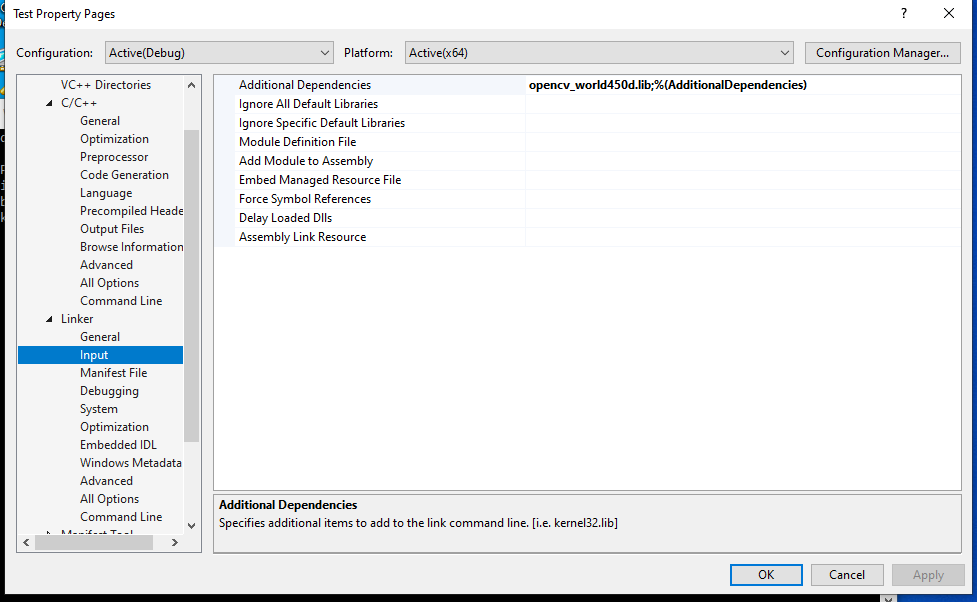 Test Property Pages
?
Configuration: Active(Debug) Platform: Active(x64) Configuration Manager...
VC++ Directories
C/C++
General
Optimization
Preprocessor
Code Generation
Language
Precompiled Heade
Output Files
Browse Information
Advanced
All Options
Command Line
Linker
General
Input
Manifest File
Debugging
System
Optimization
Embedded IDL
Windows Metadata
Advanced
All Options
Command Line
Additional Dependencies opencv_world450d.lib;%(AdditionalDependencies)
Ignore All Default Libraries
Ignore Specific Default Libraries
Module Definition File
Add Module to Assembly
Embed Managed Resource File
Force Symbol References
Delay Loaded Dlls
Assembly Link Resource
Additional Dependencies
Specifies additional items to add to the link command line. [i.e. kernel32.lib]
OK Cancel Apply